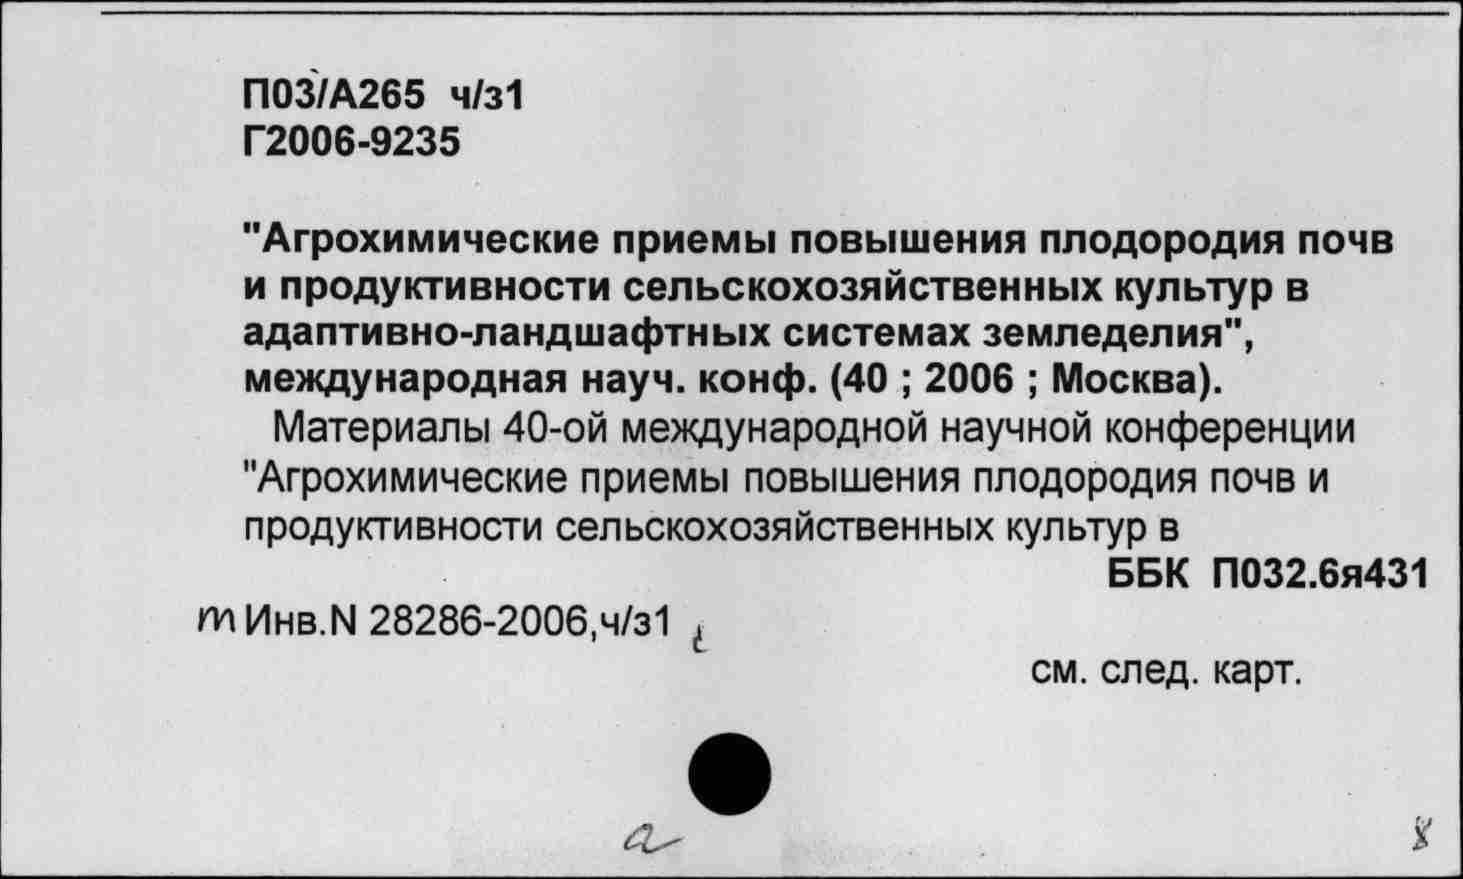 П03/А265 ч/з1
Г2006-9235
"Агрохимические приемы повышения плодородия почв
и продуктивности сельскохозяйственных культур в
адаптивно-ландшафтных системах земледелия",
международная науч. конф. (40 ; 2006 ; Москва).
Материалы 40-ой международной научной конференции
"Агрохимические приемы повышения плодородия почв и
продуктивности сельскохозяйственных культур в
ББК П032.6я431
т Инв.N 28286-2006,ч/з1
см. след. карт.
а